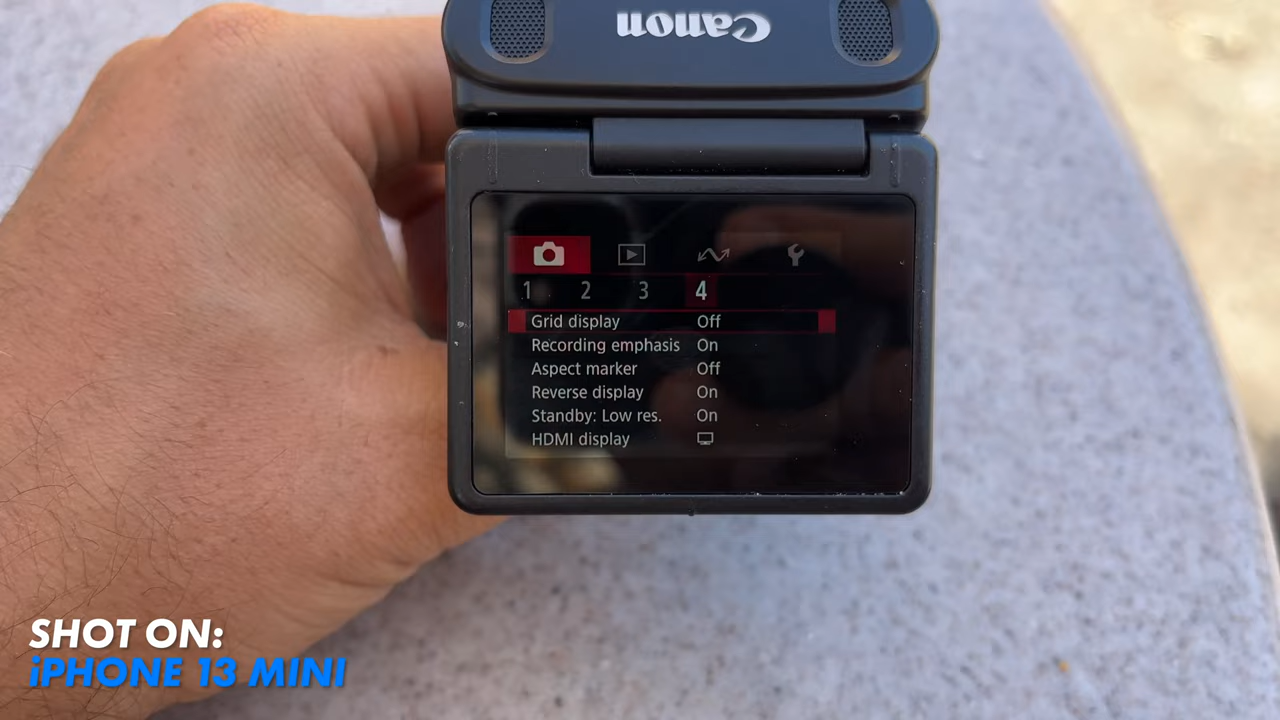 Canon
1 2 3 4
Grid display Off
Recording emphasis On
Aspect marker Off
Reverse display On
Standby: Low res. On
HDMI display
SHOT ON:
iPHONE 13 MINI